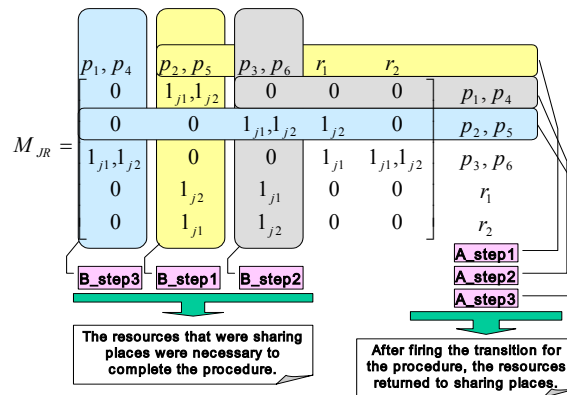 p₁, p₄ p₂, p₅ p₃, p₆ r₁ r₂
0 1ⱼ₁,1ⱼ₂ 0 0 0 p₁, p₄
0 0 1ⱼ₁,1ⱼ₂ 1ⱼ₂ 0 p₂, p₅
M_JR =
1ⱼ₁,1ⱼ₂ 0 0 1ⱼ₁ 1ⱼ₁,1ⱼ₂ p₃, p₆
0 1ⱼ₂ 1ⱼ₁ 0 0 r₁
0 1ⱼ₁ 1ⱼ₂ 0 0 r₂
B_step3 B_step1 B_step2
A_step1
A_step2
A_step3
The resources that were sharing
places were necessary to
complete the procedure.
After firing the transition for
the procedure, the resources
returned to sharing places.